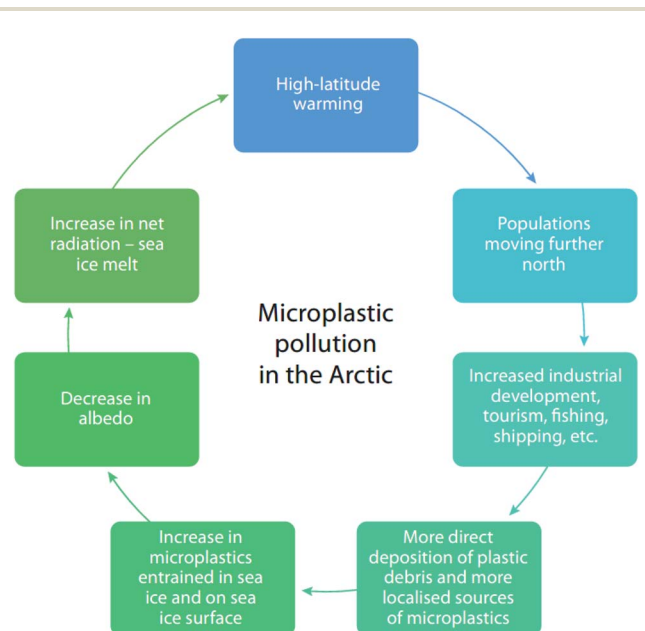 High-latitude
warming
Populations
moving further
north
Increased industrial
development,
tourism, fishing,
shipping, etc.
More direct
deposition of plastic
debris and more
localised sources
of microplastics
Increase in
microplastics
entrained in sea
ice and on sea
ice surface
Decrease in
albedo
Increase in net
radiation – sea
ice melt
Microplastic
pollution
in the Arctic